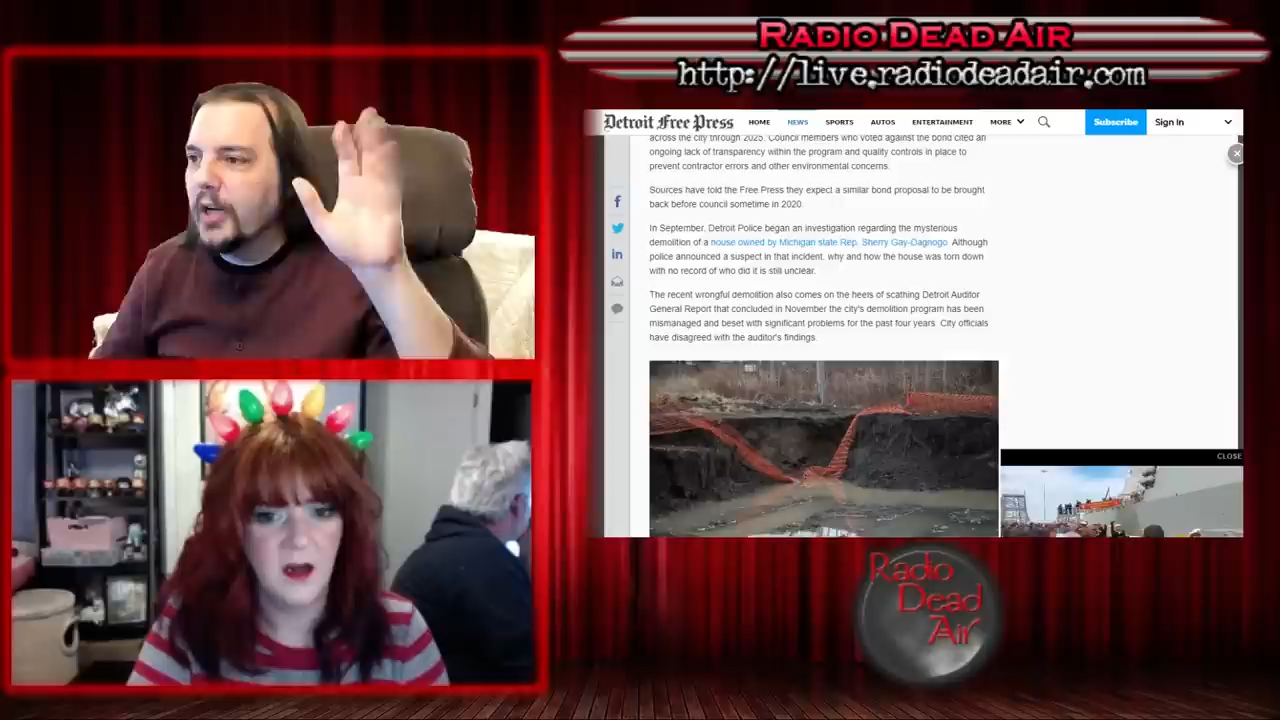 RADIO DEAD AIR
http://live.radiodeadair.com
Detroit Free Press HOME NEWS SPORTS AUTOS ENTERTAINMENT MORE Subscribe Sign In
across the city through 2025. Council members who voted against the bond cited an
ongoing lack of transparency within the program and quality controls in place to
prevent contractor errors and other environmental concerns.
Sources have told the Free Press they expect a similar bond proposal to be brought
back before council sometime in 2020.
In September, Detroit Police began an investigation regarding the mysterious
demolition of a house owned by Michigan state Rep. Sherry Gay-Dagnogo. Although
police announced a suspect in that incident, why and how the house was torn down
with no record of who did it is still unclear.
The recent wrongful demolition also comes on the heels of scathing Detroit Auditor
General Report that concluded in November the city's demolition program has been
mismanaged and beset with significant problems for the past four years. City officials
have disagreed with the auditor's findings.
CLOSE
Radio
Dead
Air